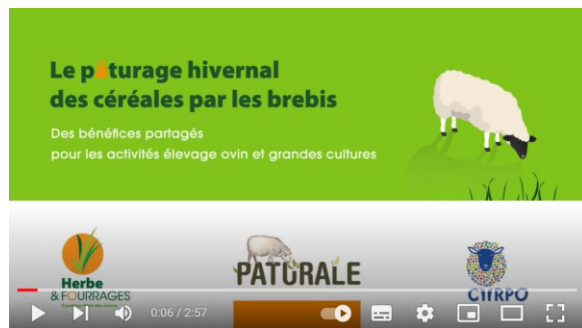 Le pâturage hivernal
des céréales par les brebis
Des bénéfices partagés
pour les activités élevage ovin et grandes cultures
Herbe
& FOURRAGES
PATURALE
CIIRPO
0:06 / 2:57